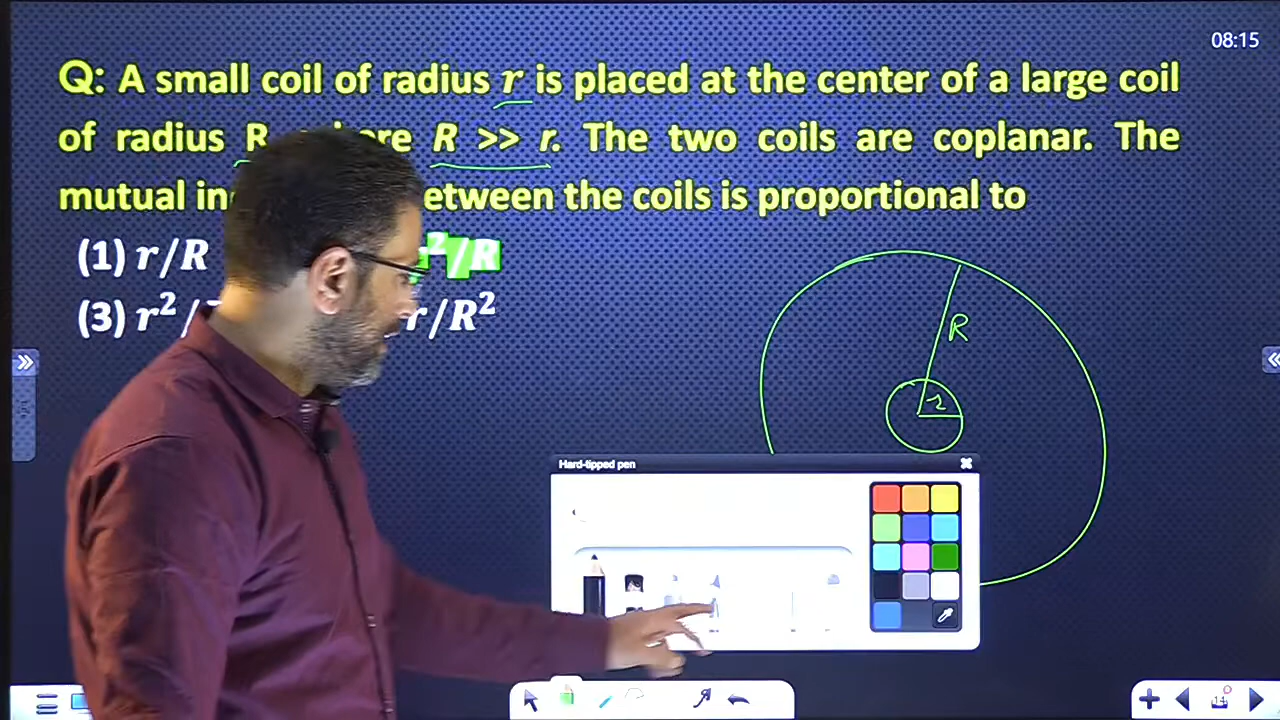 08:15
Q: A small coil of radius r is placed at the center of a large coil
of radius R, where R >> r. The two coils are coplanar. The
mutual between the coils is proportional to
(1) r/R r²/R
(3) r²/ r/R²
R
r
Hard-tipped pen